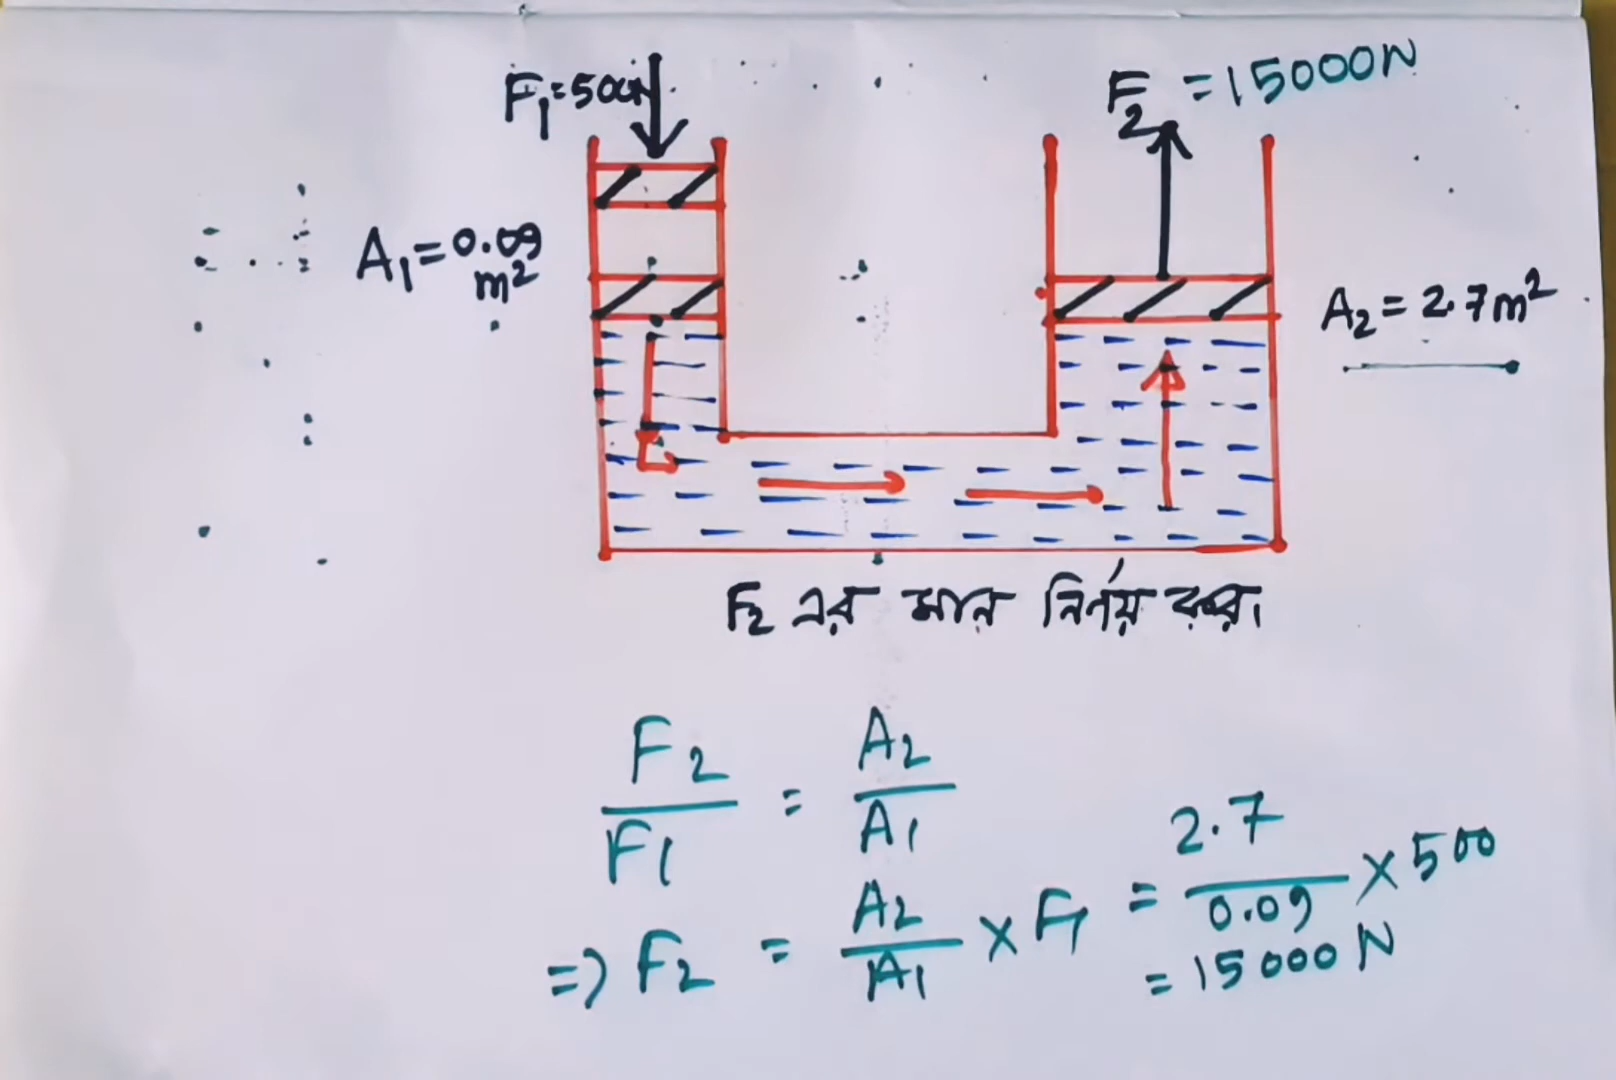 F₁=500N
F₂ =15000N
A₁=0.09 m²
A₂=2.7m²
F₂ এর মান নির্ণয় কর।
F₂/F₁ = A₂/A₁
=> F₂ = A₂/A₁ × F₁ = 2.7/0.09 × 500
= 15000 N